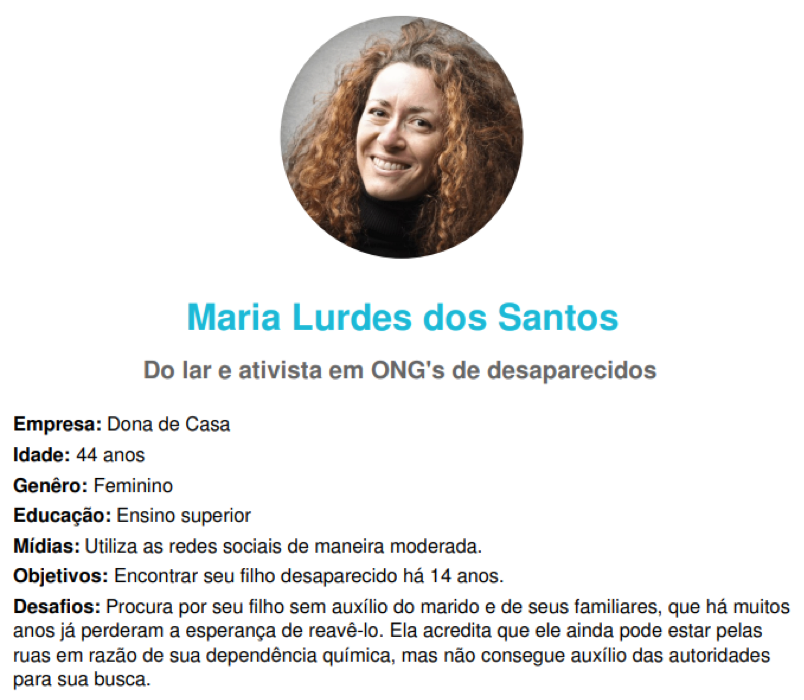 Maria Lurdes dos Santos
Do lar e ativista em ONG's de desaparecidos
Empresa: Dona de Casa
Idade: 44 anos
Genêro: Feminino
Educação: Ensino superior
Mídias: Utiliza as redes sociais de maneira moderada.
Objetivos: Encontrar seu filho desaparecido há 14 anos.
Desafios: Procura por seu filho sem auxílio do marido e de seus familiares, que há muitos
anos já perderam a esperança de reavê-lo. Ela acredita que ele ainda pode estar pelas
ruas em razão de sua dependência química, mas não consegue auxílio das autoridades
para sua busca.